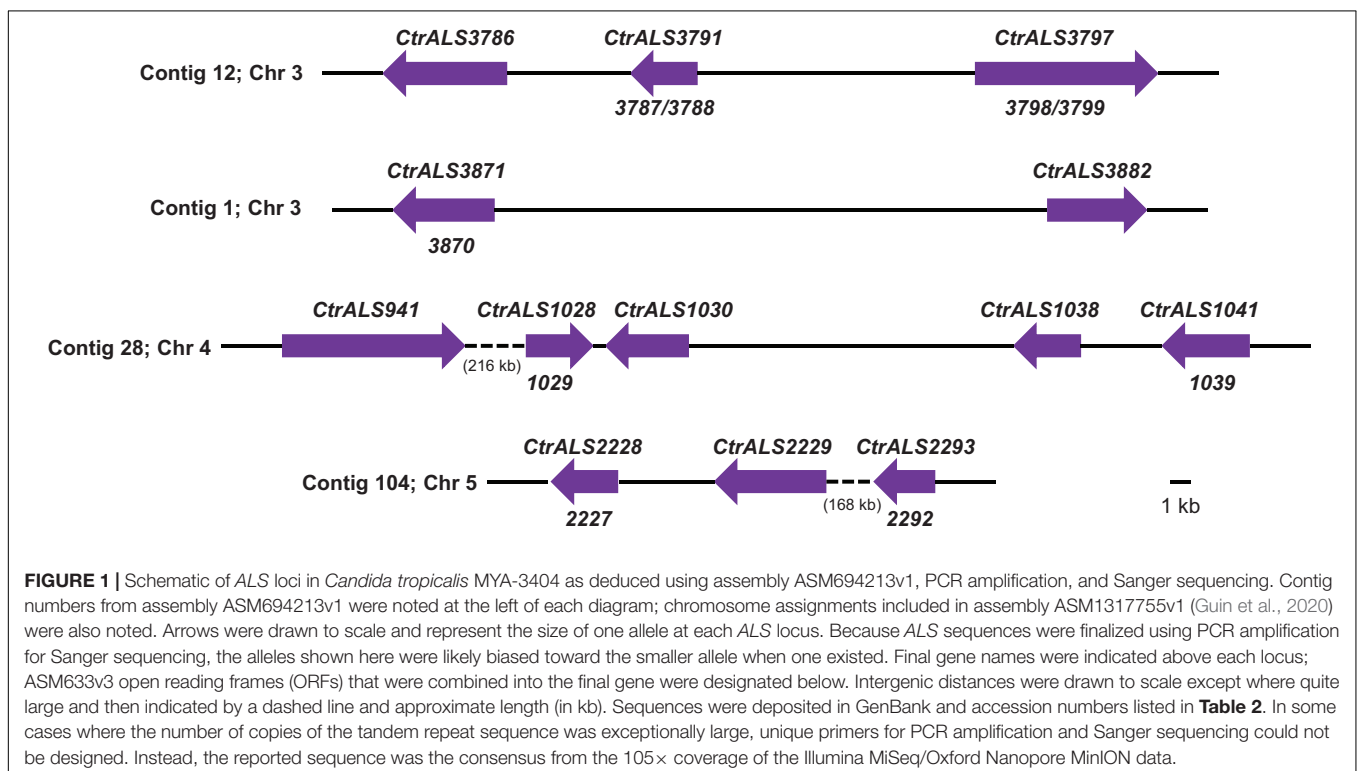 CtrALS3786 CtrALS3791 CtrALS3797
Contig 12; Chr 3
3787/3788 3798/3799
CtrALS3871 CtrALS3882
Contig 1; Chr 3
3870
CtrALS941 CtrALS1028 CtrALS1030 CtrALS1038 CtrALS1041
Contig 28; Chr 4
(216 kb)
1029 1039
CtrALS2228 CtrALS2229 CtrALS2293
Contig 104; Chr 5
(168 kb)
2227 2292 1 kb
FIGURE 1 | Schematic of ALS loci in Candida tropicalis MYA-3404 as deduced using assembly ASM694213v1, PCR amplification, and Sanger sequencing. Contig
numbers from assembly ASM694213v1 were noted at the left of each diagram; chromosome assignments included in assembly ASM1317755v1 (Guin et al., 2020)
were also noted. Arrows were drawn to scale and represent the size of one allele at each ALS locus. Because ALS sequences were finalized using PCR amplification
for Sanger sequencing, the alleles shown here were likely biased toward the smaller allele when one existed. Final gene names were indicated above each locus;
ASM633v3 open reading frames (ORFs) that were combined into the final gene were designated below. Intergenic distances were drawn to scale except where quite
large and then indicated by a dashed line and approximate length (in kb). Sequences were deposited in GenBank and accession numbers listed in Table 2. In some
cases where the number of copies of the tandem repeat sequence was exceptionally large, unique primers for PCR amplification and Sanger sequencing could not
be designed. Instead, the reported sequence was the consensus from the 105× coverage of the Illumina MiSeq/Oxford Nanopore MinION data.